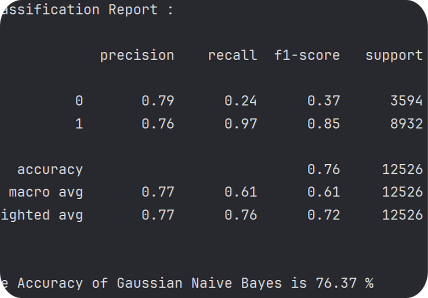 assification Report :
precision recall f1-score support
0 0.79 0.24 0.37 3594
1 0.76 0.97 0.85 8932
accuracy 0.76 12526
macro avg 0.77 0.61 0.61 12526
ighted avg 0.77 0.76 0.72 12526
e Accuracy of Gaussian Naive Bayes is 76.37 %